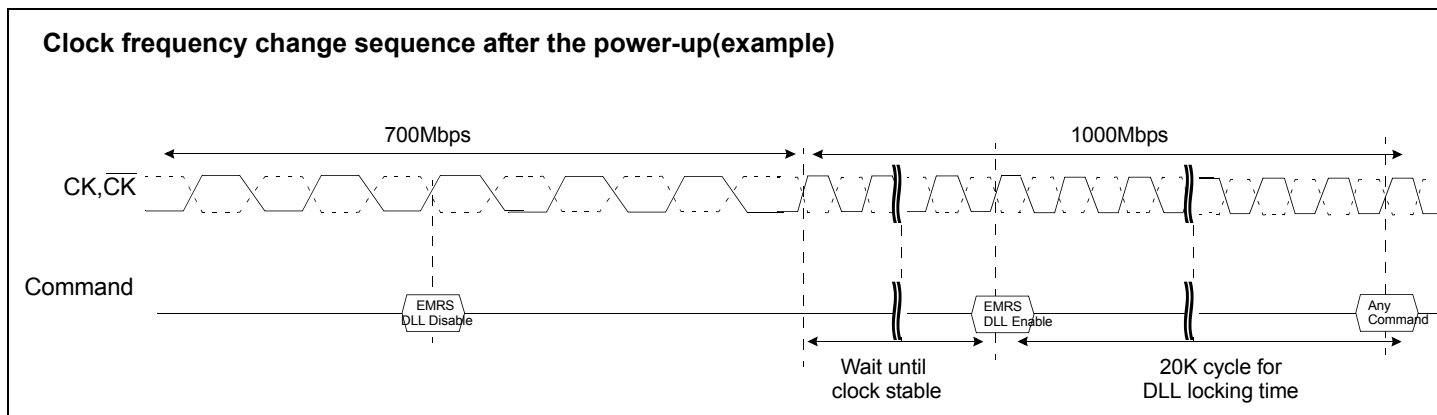 Clock frequency change sequence after the power-up(example)
700Mbps
1000Mbps
CK,C̅K̅
Command
EMRS
DLL Disable
EMRS
DLL Enable
Any
Command
Wait until
clock stable
20K cycle for
DLL locking time